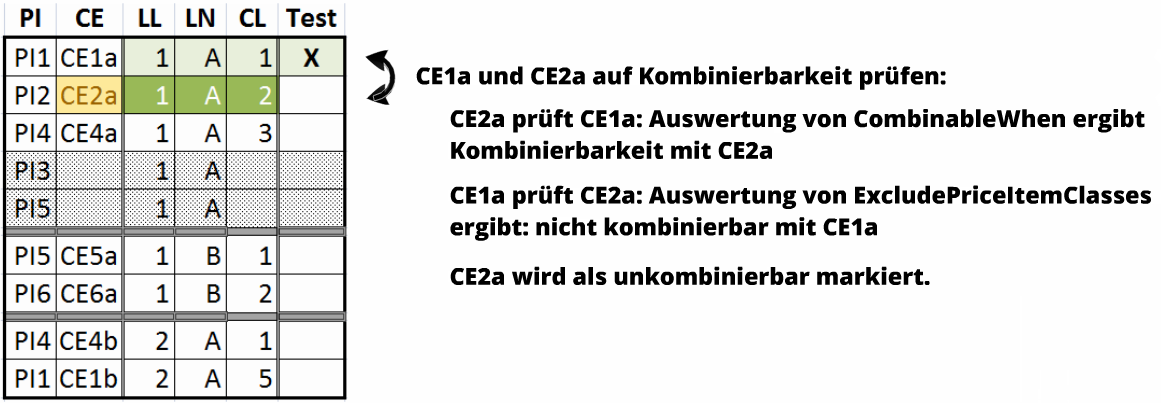 PI CE LL LN CL Test
PI1 CE1a 1 A 1 X
PI2 CE2a 1 A 2
PI4 CE4a 1 A 3
PI3 1 A
PI5 1 A
PI5 CE5a 1 B 1
PI6 CE6a 1 B 2
PI4 CE4b 2 A 1
PI1 CE1b 2 A 5
CE1a und CE2a auf Kombinierbarkeit prüfen:
CE2a prüft CE1a: Auswertung von CombinableWhen ergibt
Kombinierbarkeit mit CE2a
CE1a prüft CE2a: Auswertung von ExcludePriceItemClasses
ergibt: nicht kombinierbar mit CE1a
CE2a wird als unkombinierbar markiert.